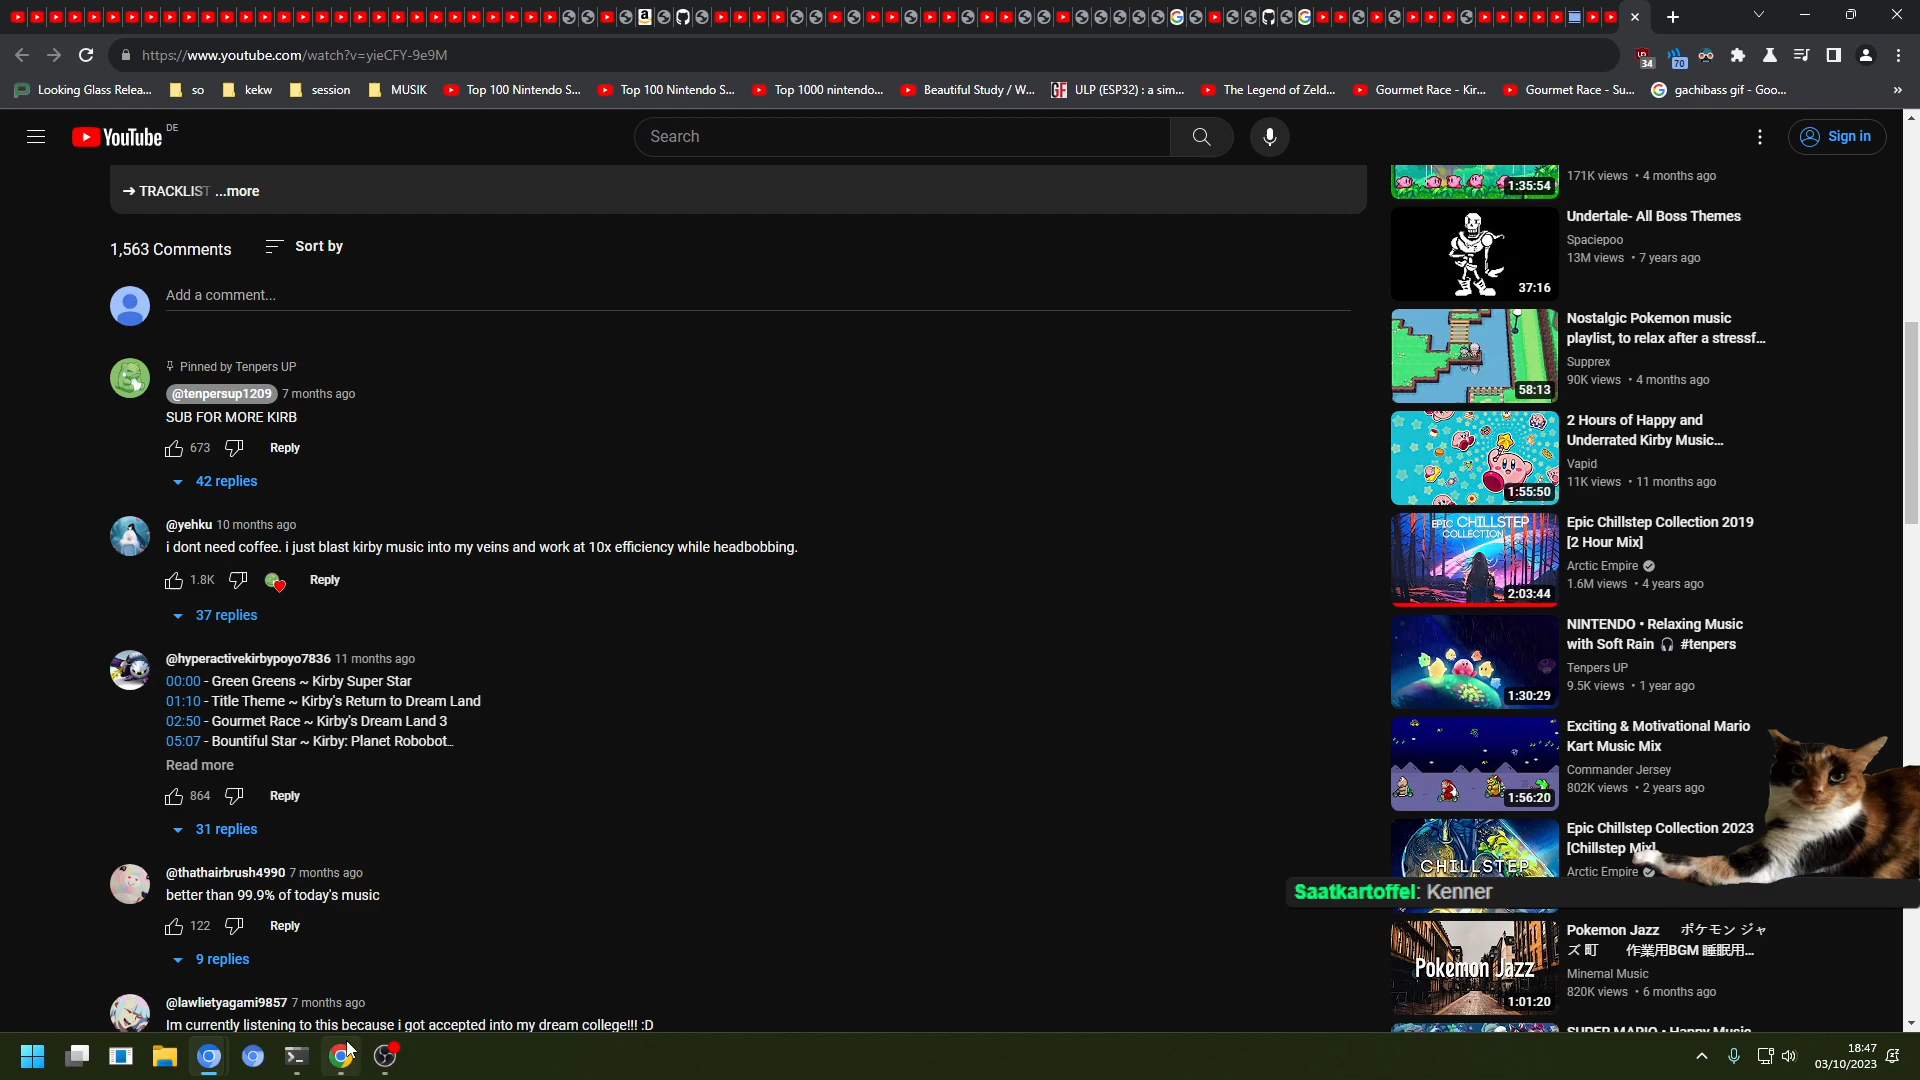 https://www.youtube.com/watch?v=yieCFY-9e9M
34
70
Looking Glass Relea...
so
kekw
session
MUSIK
Top 100 Nintendo S...
Top 100 Nintendo S...
Top 1000 nintendo...
Beautiful Study / W...
ULP (ESP32) : a sim...
The Legend of Zeld...
Gourmet Race - Kir...
Gourmet Race - Su...
gachibass gif - Goo...
»
YouTube DE
Search
Sign in
➜ TRACKLIST ...more
1,563 Comments
Sort by
Add a comment...
Pinned by Tenpers UP
@tenpersup1209 7 months ago
SUB FOR MORE KIRB
673
Reply
42 replies
@yehku 10 months ago
i dont need coffee. i just blast kirby music into my veins and work at 10x efficiency while headbobbing.
1.8K
Reply
37 replies
@hyperactivekirbypoyo7836 11 months ago
00:00 - Green Greens ~ Kirby Super Star
01:10 - Title Theme ~ Kirby's Return to Dream Land
02:50 - Gourmet Race ~ Kirby's Dream Land 3
05:07 - Bountiful Star ~ Kirby: Planet Robobot...
Read more
864
Reply
31 replies
@thathairbrush4990 7 months ago
better than 99.9% of today's music
122
Reply
9 replies
@lawlietyagami9857 7 months ago
Im currently listening to this because i got accepted into my dream college!!! :D
1:35:54
171K views • 4 months ago
37:16
Undertale- All Boss Themes
Spaciepoo
13M views • 7 years ago
58:13
Nostalgic Pokemon music
playlist, to relax after a stressf...
Supprex
90K views • 4 months ago
1:55:50
2 Hours of Happy and
Underrated Kirby Music...
Vapid
11K views • 11 months ago
EPIC CHILLSTEP
COLLECTION
2:03:44
Epic Chillstep Collection 2019
[2 Hour Mix]
Arctic Empire
1.6M views • 4 years ago
1:30:29
NINTENDO • Relaxing Music
with Soft Rain 🎧 #tenpers
Tenpers UP
9.5K views • 1 year ago
1:56:20
Exciting & Motivational Mario
Kart Music Mix
Commander Jersey
802K views • 2 years ago
CHILLSTEP
Epic Chillstep Collection 2023
[Chillstep Mix]
Arctic Empire
Saatkartoffel: Kenner
Pokemon Jazz
1:01:20
Pokemon Jazz ポケモン ジャ
ズ 町 作業用BGM 睡眠用...
Minemal Music
820K views • 6 months ago
SUPER MARIO • Happy Music
18:47
03/10/2023